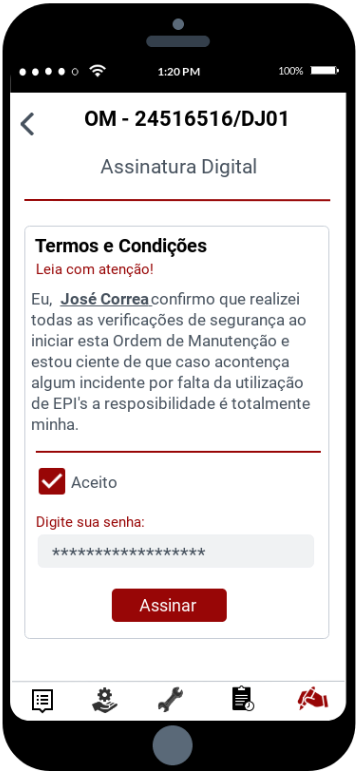 1:20 PM
100%
OM - 24516516/DJ01
Assinatura Digital
Termos e Condições
Leia com atenção!
Eu, José Correa confirmo que realizei
todas as verificações de segurança ao
iniciar esta Ordem de Manutenção e
estou ciente de que caso acontença
algum incidente por falta da utilização
de EPI's a resposibilidade é totalmente
minha.
Aceito
Digite sua senha:
******************
Assinar